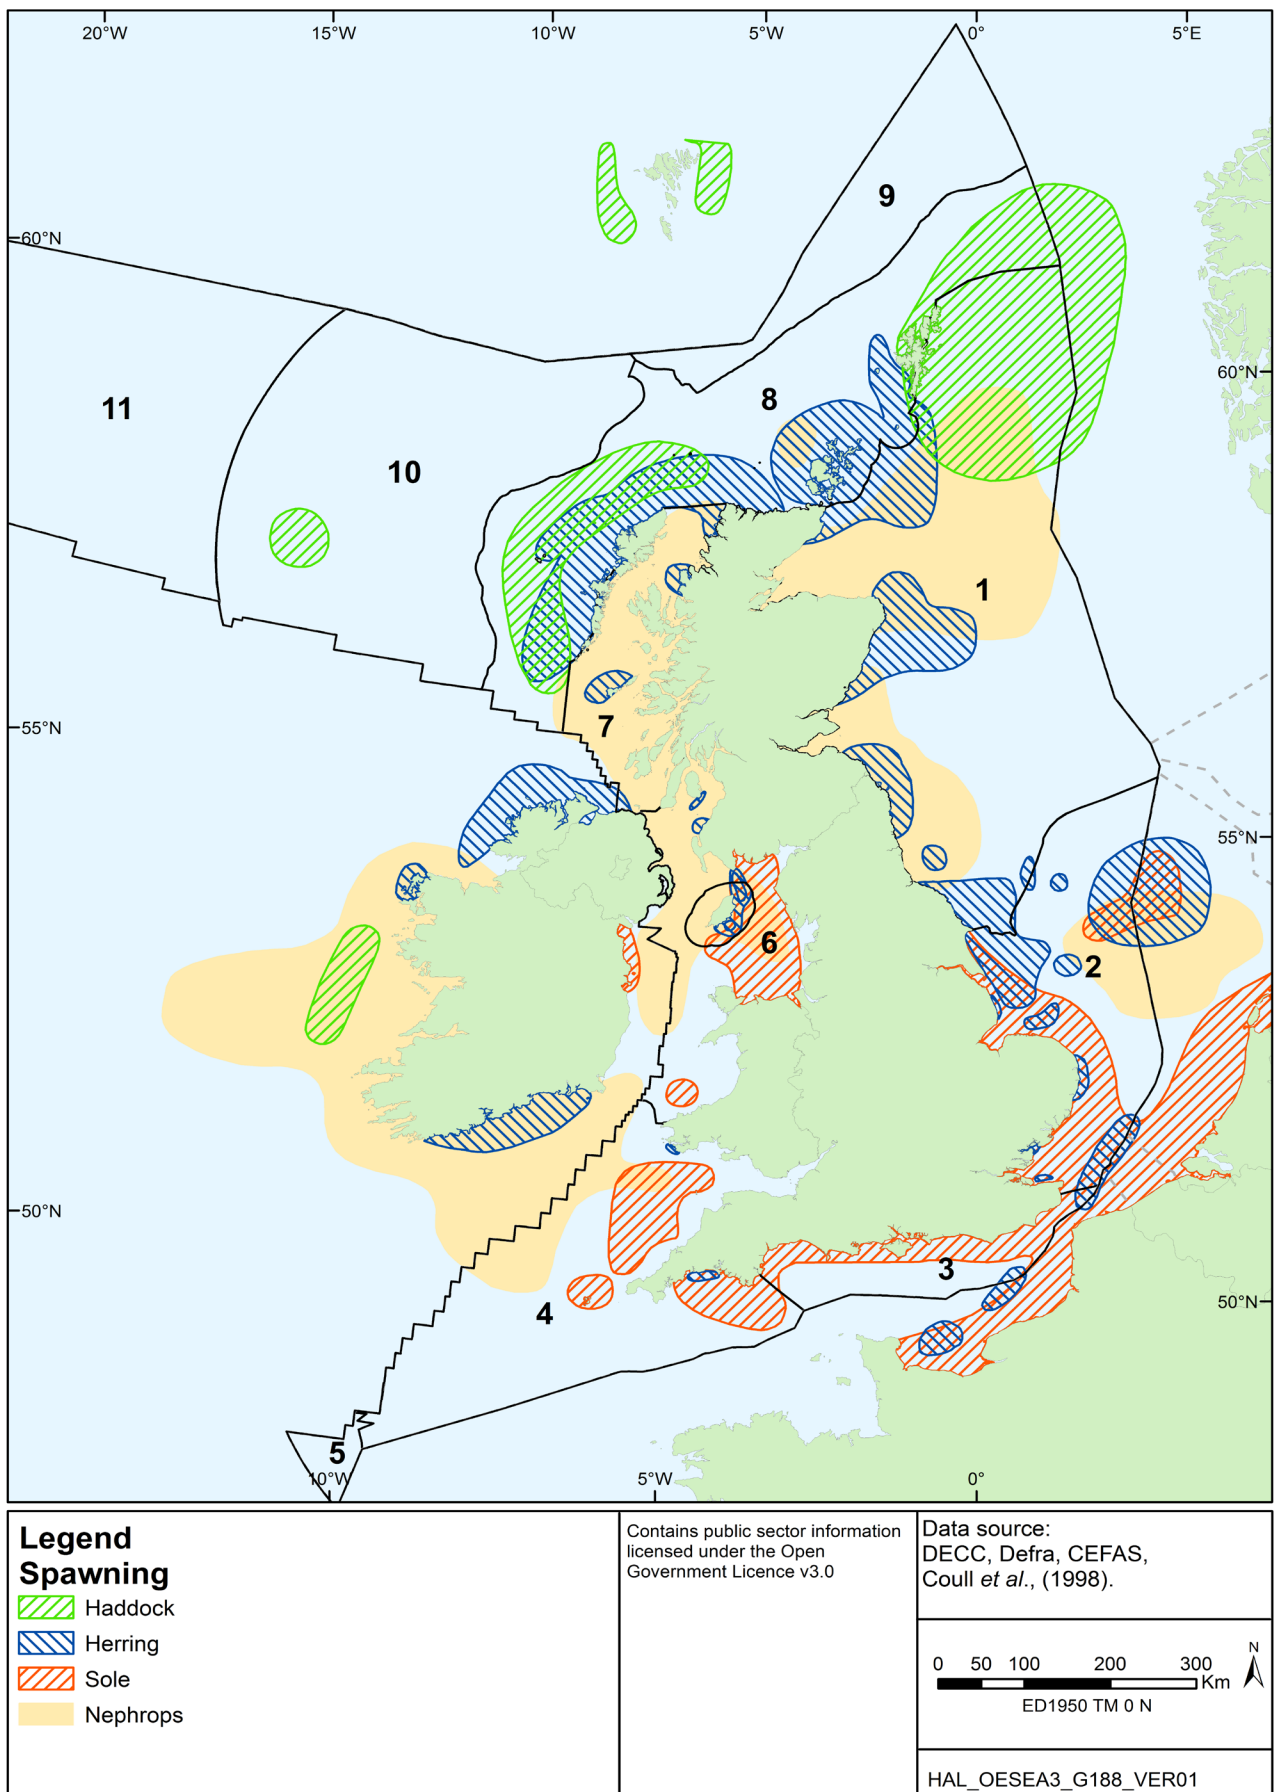 20°W
15°W
10°W
5°W
0°
5°E
9
60°N
60°N
8
11
10
1
7
55°N
55°N
6
2
50°N
3
50°N
4
5
10°W
5°W
0°
Legend
Spawning
Haddock
Herring
Sole
Nephrops
Contains public sector information
licensed under the Open
Government Licence v3.0
Data source:
DECC, Defra, CEFAS,
Coull et al., (1998).
N
0 50 100 200 300
Km
ED1950 TM 0 N
HAL_OESEA3_G188_VER01